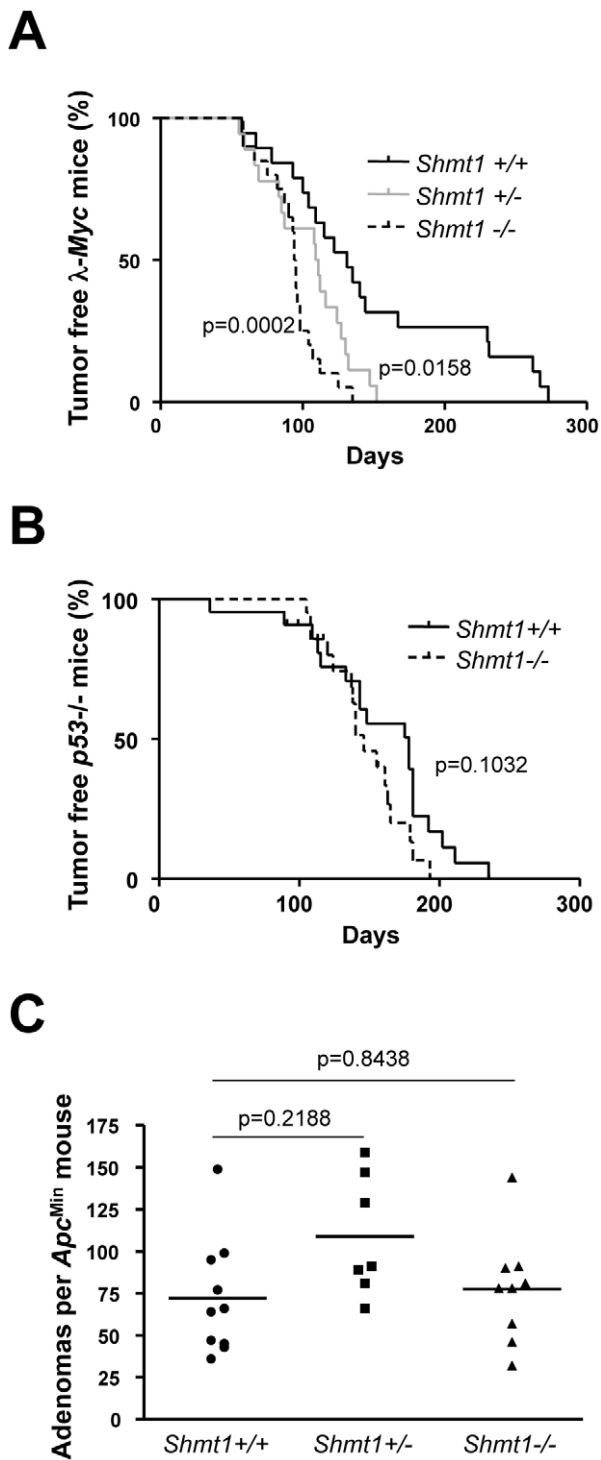 A
Tumor free λ-Myc mice (%)
100
50
0
Shmt1 +/+
Shmt1 +/-
Shmt1 -/-
p=0.0002
p=0.0158
0 100 200 300
Days
B
Tumor free p53-/- mice (%)
100
50
0
Shmt1+/+
Shmt1-/-
p=0.1032
0 100 200 300
Days
C
Adenomas per ApcMin mouse
p=0.8438
p=0.2188
175
150
125
100
75
50
25
0
Shmt1+/+ Shmt1+/- Shmt1-/-